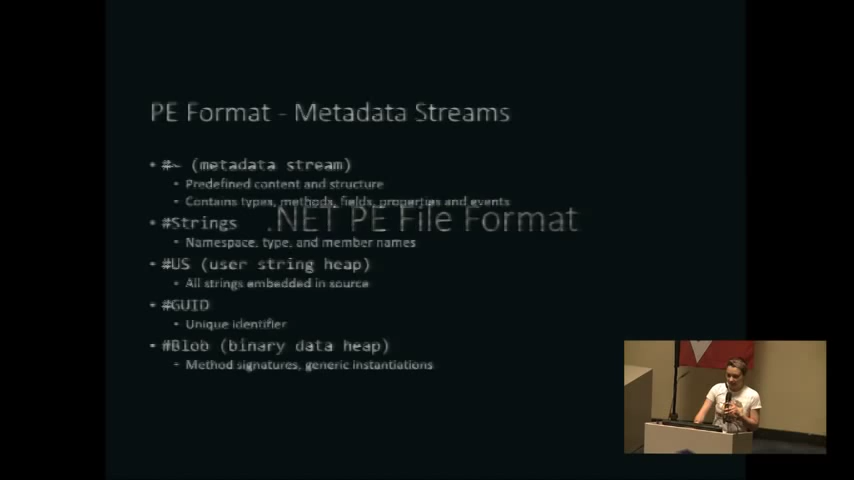 PE Format - Metadata Streams
• #~ (metadata stream)
• Predefined content and structure
• Contains types, methods, fields, properties and events
.NET PE File Format
• #Strings
• Namespace, type, and member names
• #US (user string heap)
• All strings embedded in source
• #GUID
• Unique identifier
• #Blob (binary data heap)
• Method signatures, generic instantiations